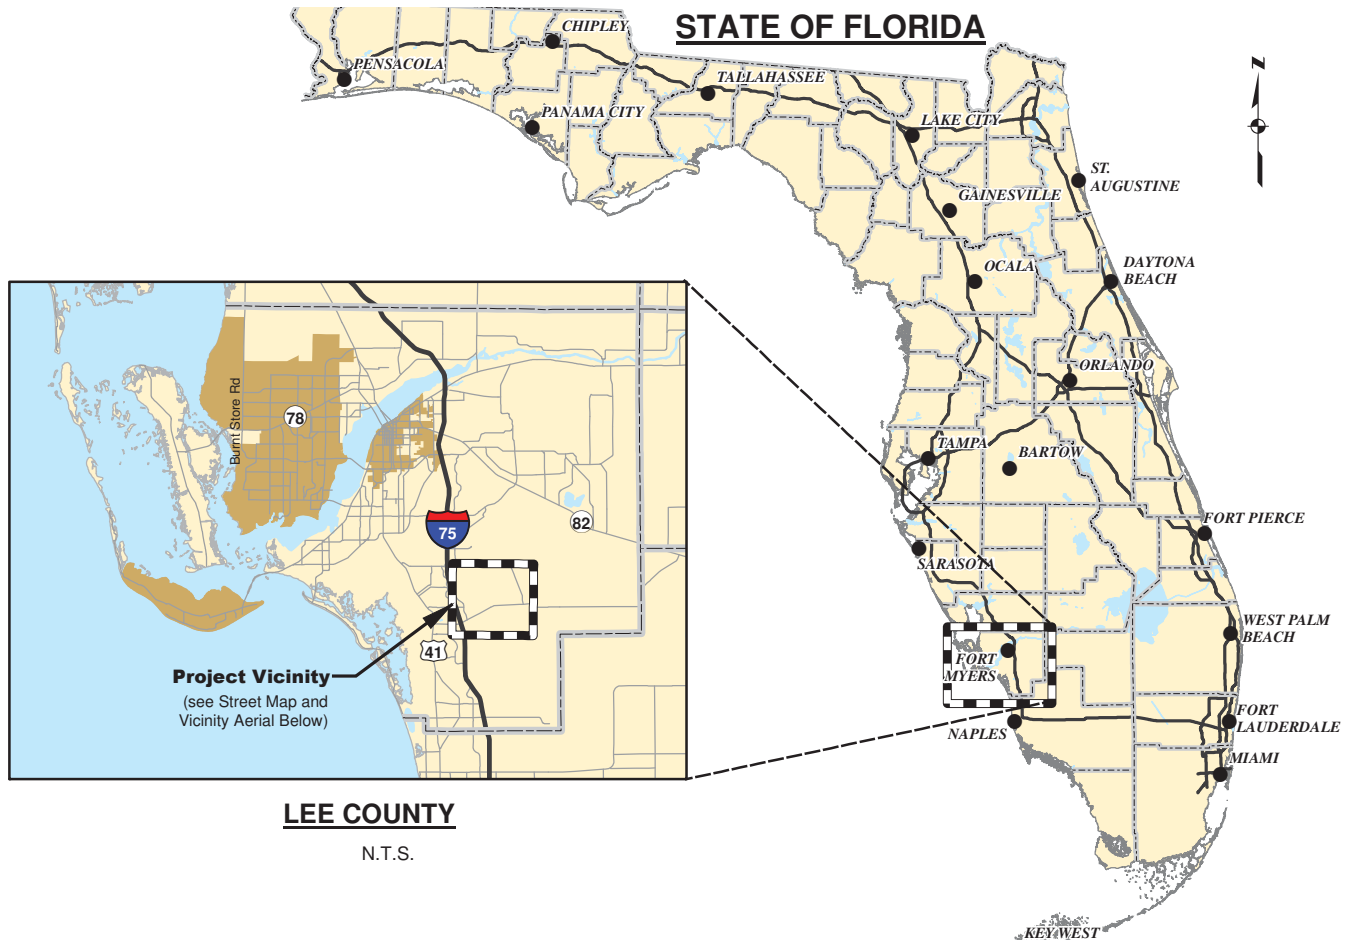 STATE OF FLORIDA
CHIPLEY
PENSACOLA
TALLAHASSEE
PANAMA CITY
LAKE CITY
N
ST.
AUGUSTINE
GAINESVILLE
OCALA
DAYTONA
BEACH
ORLANDO
TAMPA
BARTOW
FORT PIERCE
SARASOTA
WEST PALM
BEACH
FORT
MYERS
NAPLES
FORT
LAUDERDALE
MIAMI
KEY WEST
Burnt Store Rd
78
82
75
41
Project Vicinity
(see Street Map and
Vicinity Aerial Below)
LEE COUNTY
N.T.S.